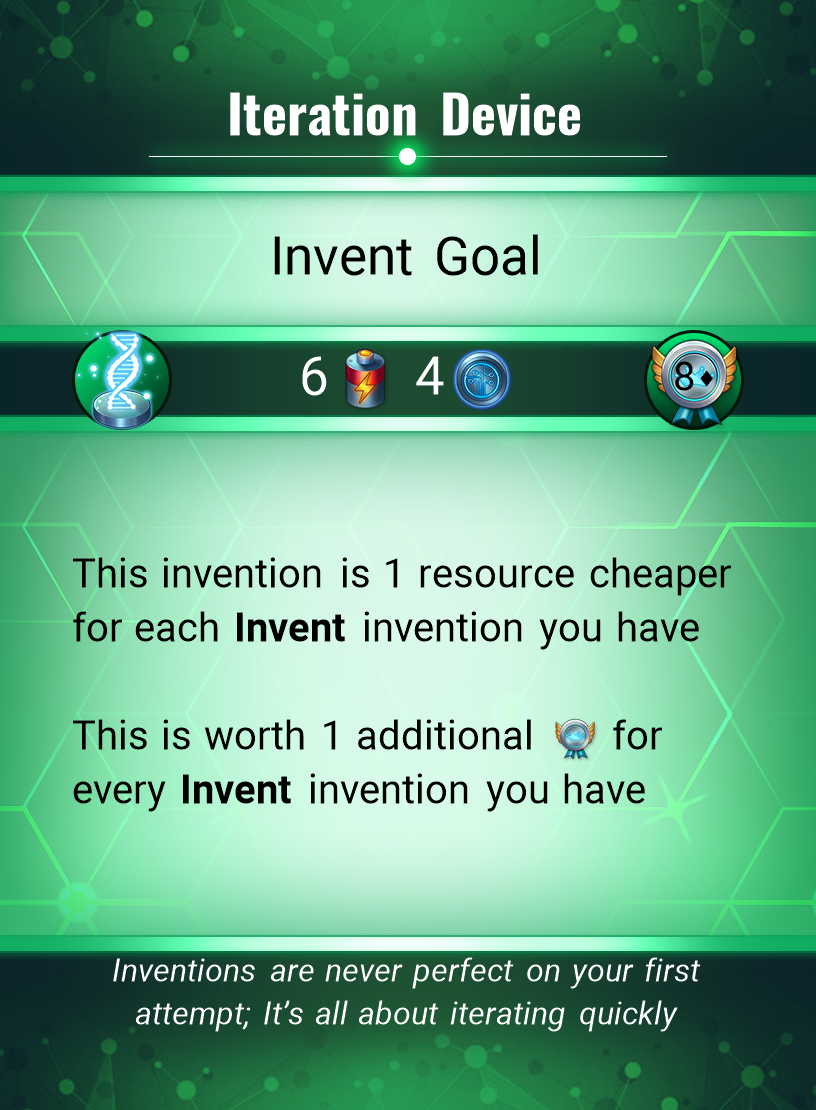 Iteration Device
Invent Goal
6 4 8♦
This invention is 1 resource cheaper
for each Invent invention you have
This is worth 1 additional for
every Invent invention you have
Inventions are never perfect on your first
attempt; It’s all about iterating quickly